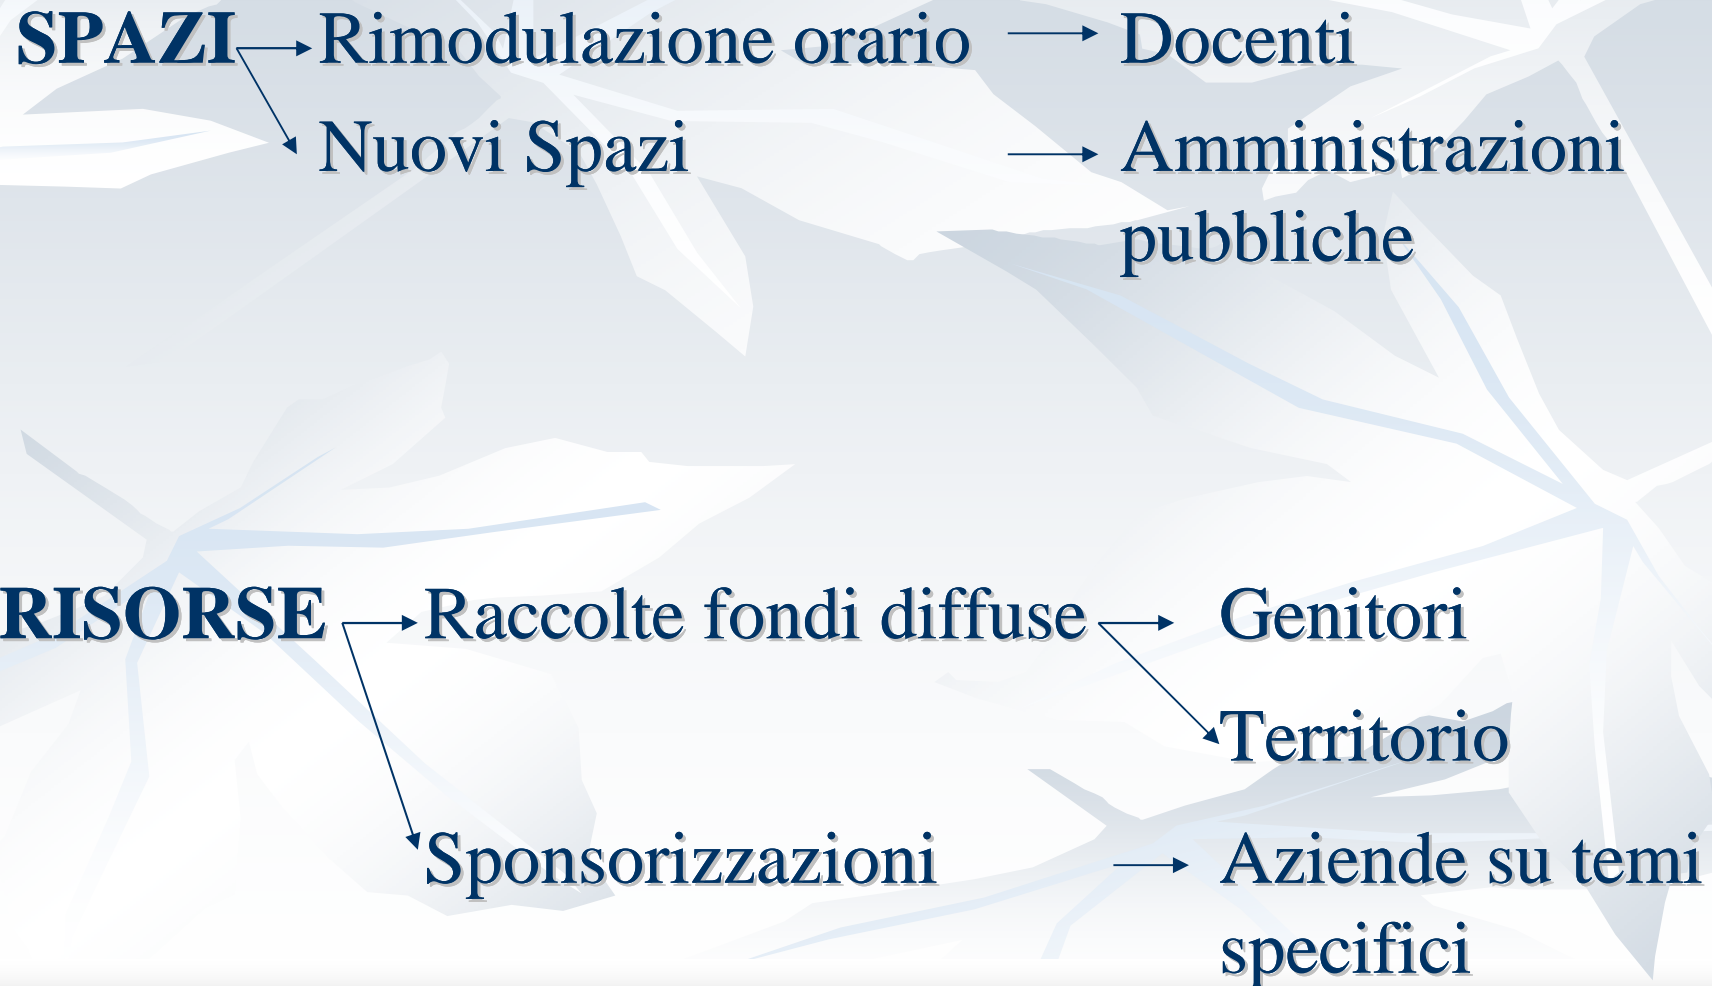 SPAZI Rimodulazione orario Docenti
Nuovi Spazi Amministrazioni
pubbliche
RISORSE Raccolte fondi diffuse Genitori
Territorio
Sponsorizzazioni Aziende su temi
specifici